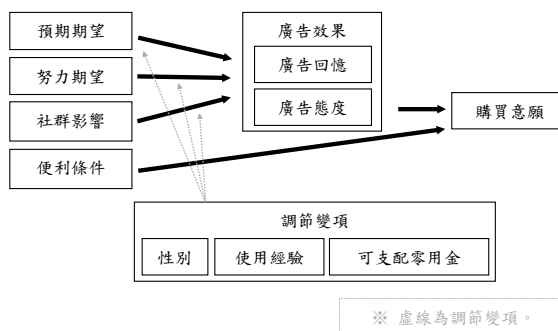 預期期望
努力期望
社群影響
便利條件
廣告效果
廣告回憶
廣告態度
購買意願
調節變項
性別
使用經驗
可支配零用金
※ 虛線為調節變項。